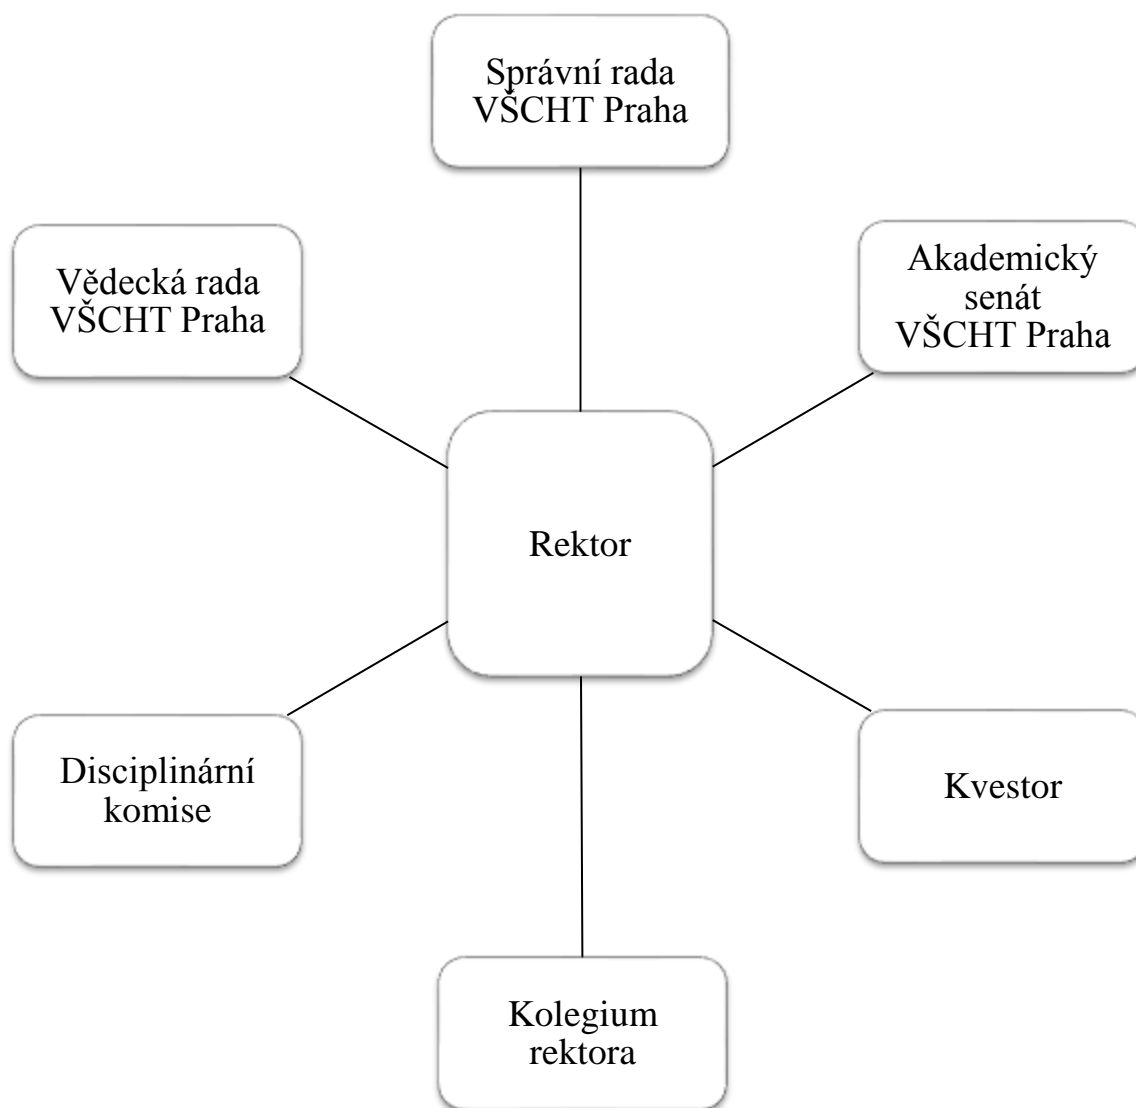 Správní rada
VŠCHT Praha
Vědecká rada
VŠCHT Praha
Akademický
senát
VŠCHT Praha
Rektor
Disciplinární
komise
Kvestor
Kolegium
rektora